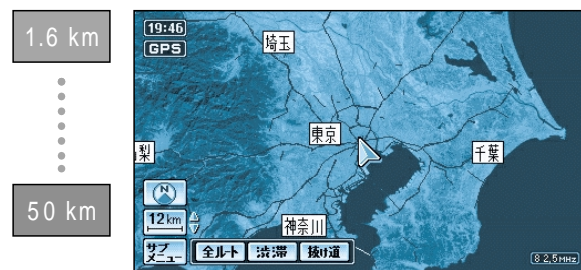 1.6 km
50 km
19:46
GPS
埼玉
東京
梨
千葉
12km
神奈川
サブ
メニュー
全ルート
渋滞
抜け道
82.5MHz